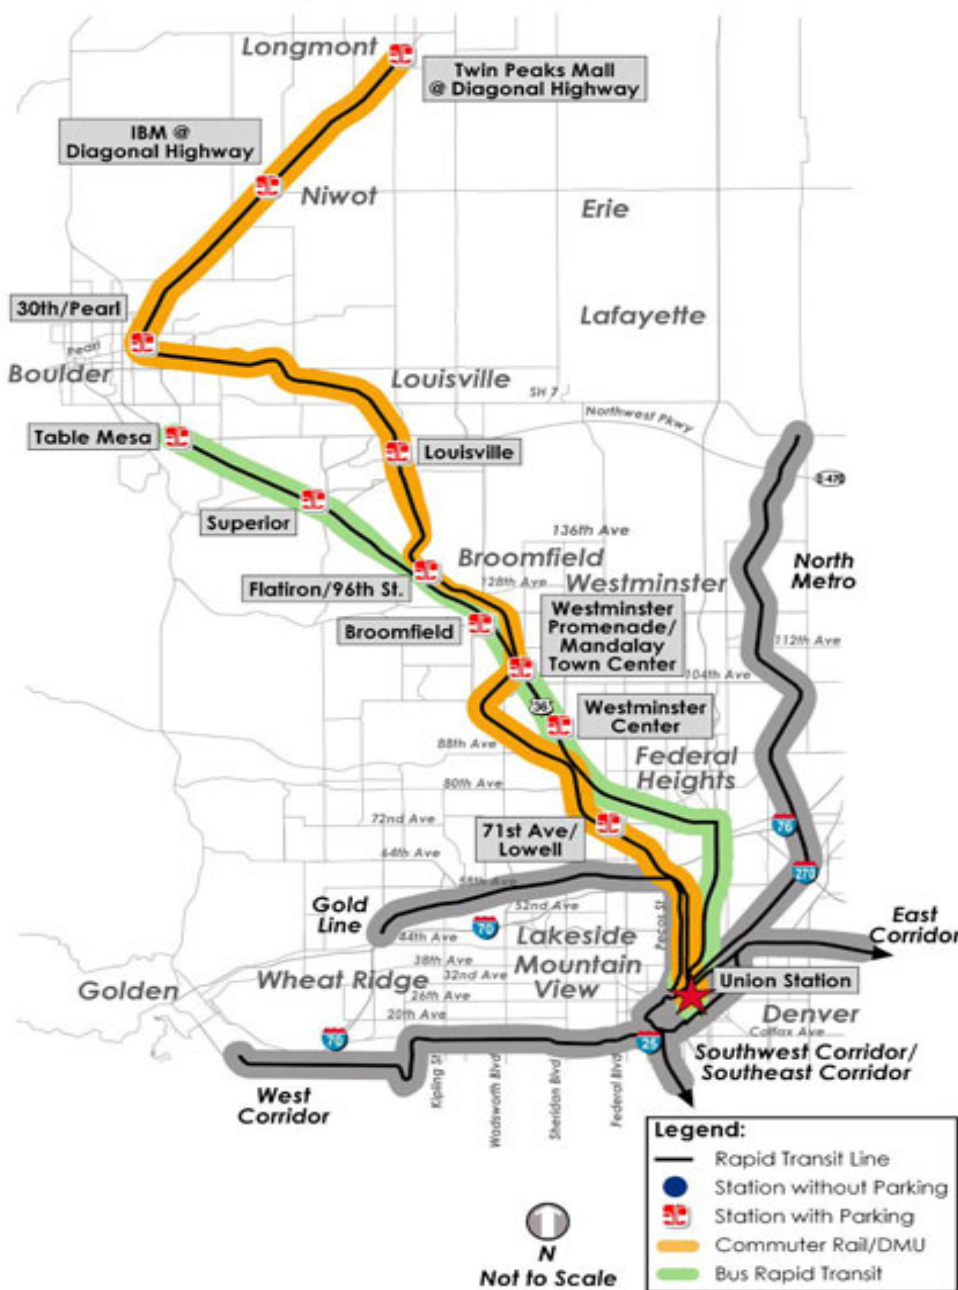 Longmont
Twin Peaks Mall
@ Diagonal Highway
IBM @
Diagonal Highway
Niwot
Erie
30th/Pearl
Lafayette
Pearl
Boulder
Louisville
SH 7
Northwest Pkwy
Table Mesa
Louisville
E-470
Superior
136th Ave
Broomfield
North
Metro
Flatiron/96th St.
128th Ave
Westminster
Broomfield
Westminster
Promenade/
Mandalay
Town Center
112th Ave
104th Ave
36
Westminster
Center
88th Ave
Federal
Heights
80th Ave
72nd Ave
71st Ave/
Lowell
76
64th Ave
58th Ave
270
Gold
Line
52nd Ave
Pecos St
East
Corridor
70
44th Ave
Lakeside
38th Ave
Mountain
View
Wheat Ridge
32nd Ave
Golden
26th Ave
Union Station
20th Ave
Denver
Colfax Ave
70
25
Southwest Corridor/
Southeast Corridor
West
Corridor
Kipling St
Wadsworth Blvd
Sheridan Blvd
Federal Blvd
Legend:
Rapid Transit Line
Station without Parking
Station with Parking
Commuter Rail/DMU
Bus Rapid Transit
N
Not to Scale